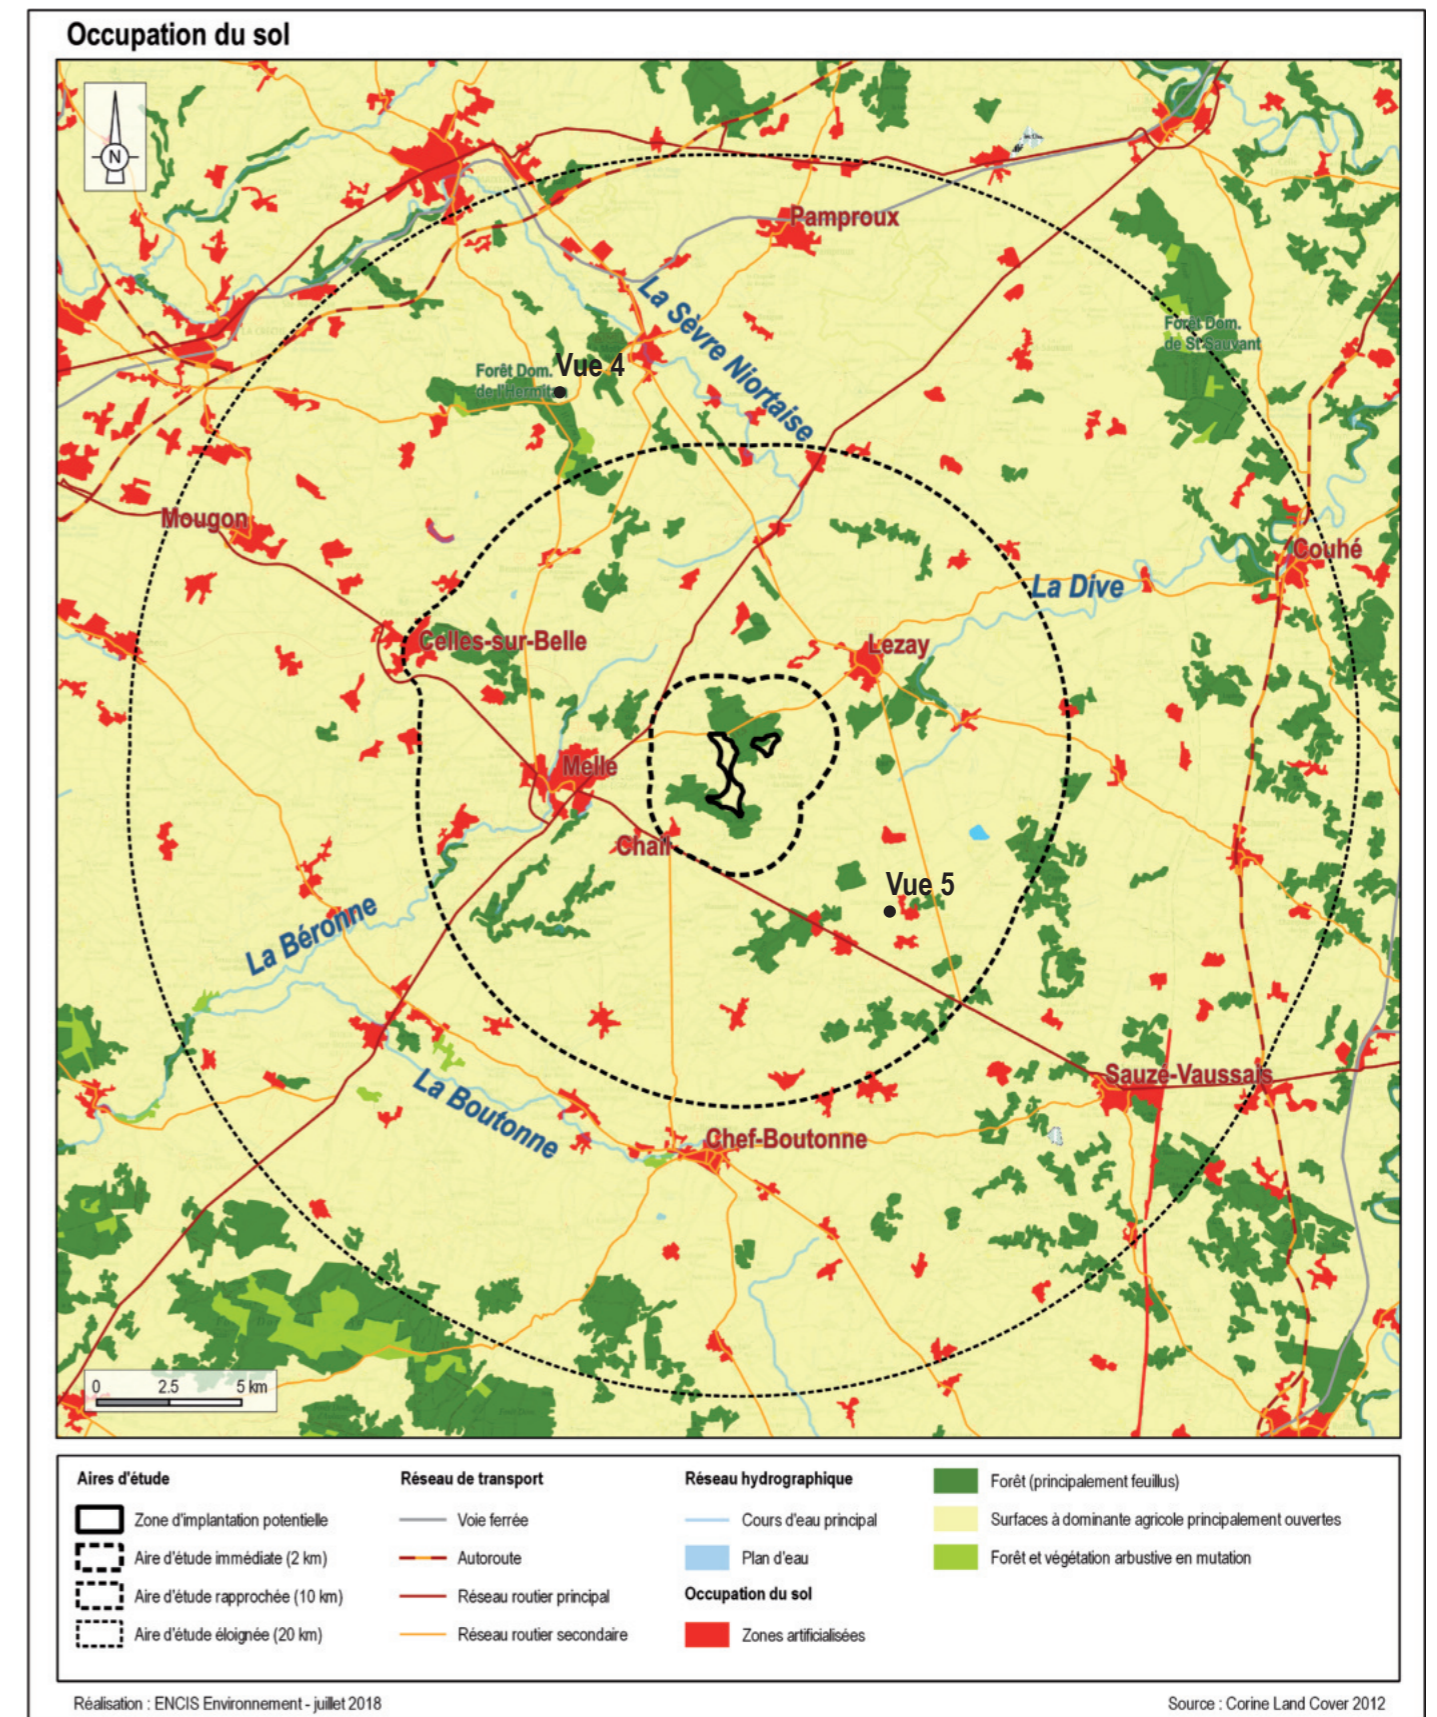 Occupation du sol
N
Pamproux
La Sèvre Niortaise
Forêt Dom.
de St Sauvant
Vue 4
Forêt Dom.
de l'Hermitain
Mougon
Couhé
La Dive
Celles-sur-Belle
Lezay
Melle
Chail
Vue 5
La Béronne
La Boutonne
Sauzé-Vaussais
Chef-Boutonne
0 2.5 5 km
Aires d'étude
Zone d'implantation potentielle
Aire d'étude immédiate (2 km)
Aire d'étude rapprochée (10 km)
Aire d'étude éloignée (20 km)
Réseau de transport
Voie ferrée
Autoroute
Réseau routier principal
Réseau routier secondaire
Réseau hydrographique
Cours d'eau principal
Plan d'eau
Occupation du sol
Zones artificialisées
Forêt (principalement feuillus)
Surfaces à dominante agricole principalement ouvertes
Forêt et végétation arbustive en mutation
Réalisation : ENCIS Environnement - juillet 2018
Source : Corine Land Cover 2012